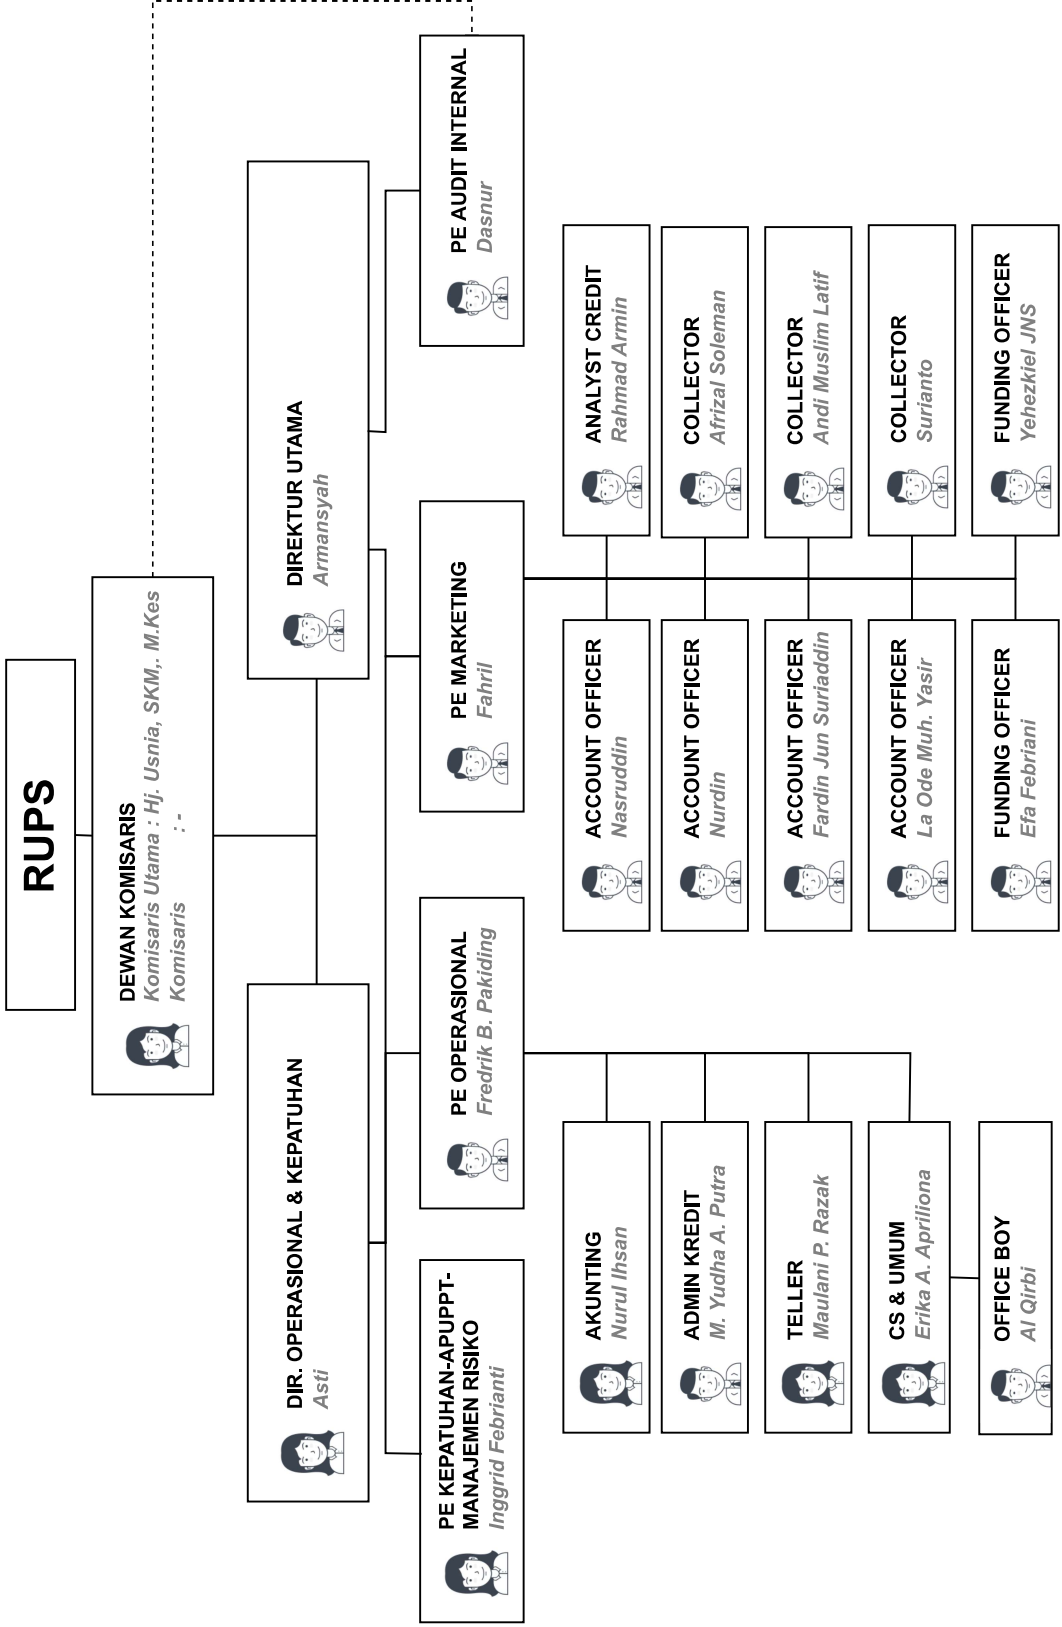 RUPS
DEWAN KOMISARIS
Komisaris Utama : Hj. Usnia, SKM,. M.Kes
Komisaris : -
DIR. OPERASIONAL & KEPATUHAN
Asti
DIREKTUR UTAMA
Armansyah
PE KEPATUHAN-APUPPT-
MANAJEMEN RISIKO
Inggrid Febrianti
PE OPERASIONAL
Fredrik B. Pakiding
PE MARKETING
Fahril
PE AUDIT INTERNAL
Dasnur
AKUNTING
Nurul Ihsan
ADMIN KREDIT
M. Yudha A. Putra
TELLER
Maulani P. Razak
CS & UMUM
Erika A. Apriliona
OFFICE BOY
Al Qirbi
ACCOUNT OFFICER
Nasruddin
ACCOUNT OFFICER
Nurdin
ACCOUNT OFFICER
Fardin Jun Suriaddin
ACCOUNT OFFICER
La Ode Muh. Yasir
FUNDING OFFICER
Efa Febriani
ANALYST CREDIT
Rahmad Armin
COLLECTOR
Afrizal Soleman
COLLECTOR
Andi Muslim Latif
COLLECTOR
Surianto
FUNDING OFFICER
Yehezkiel JNS